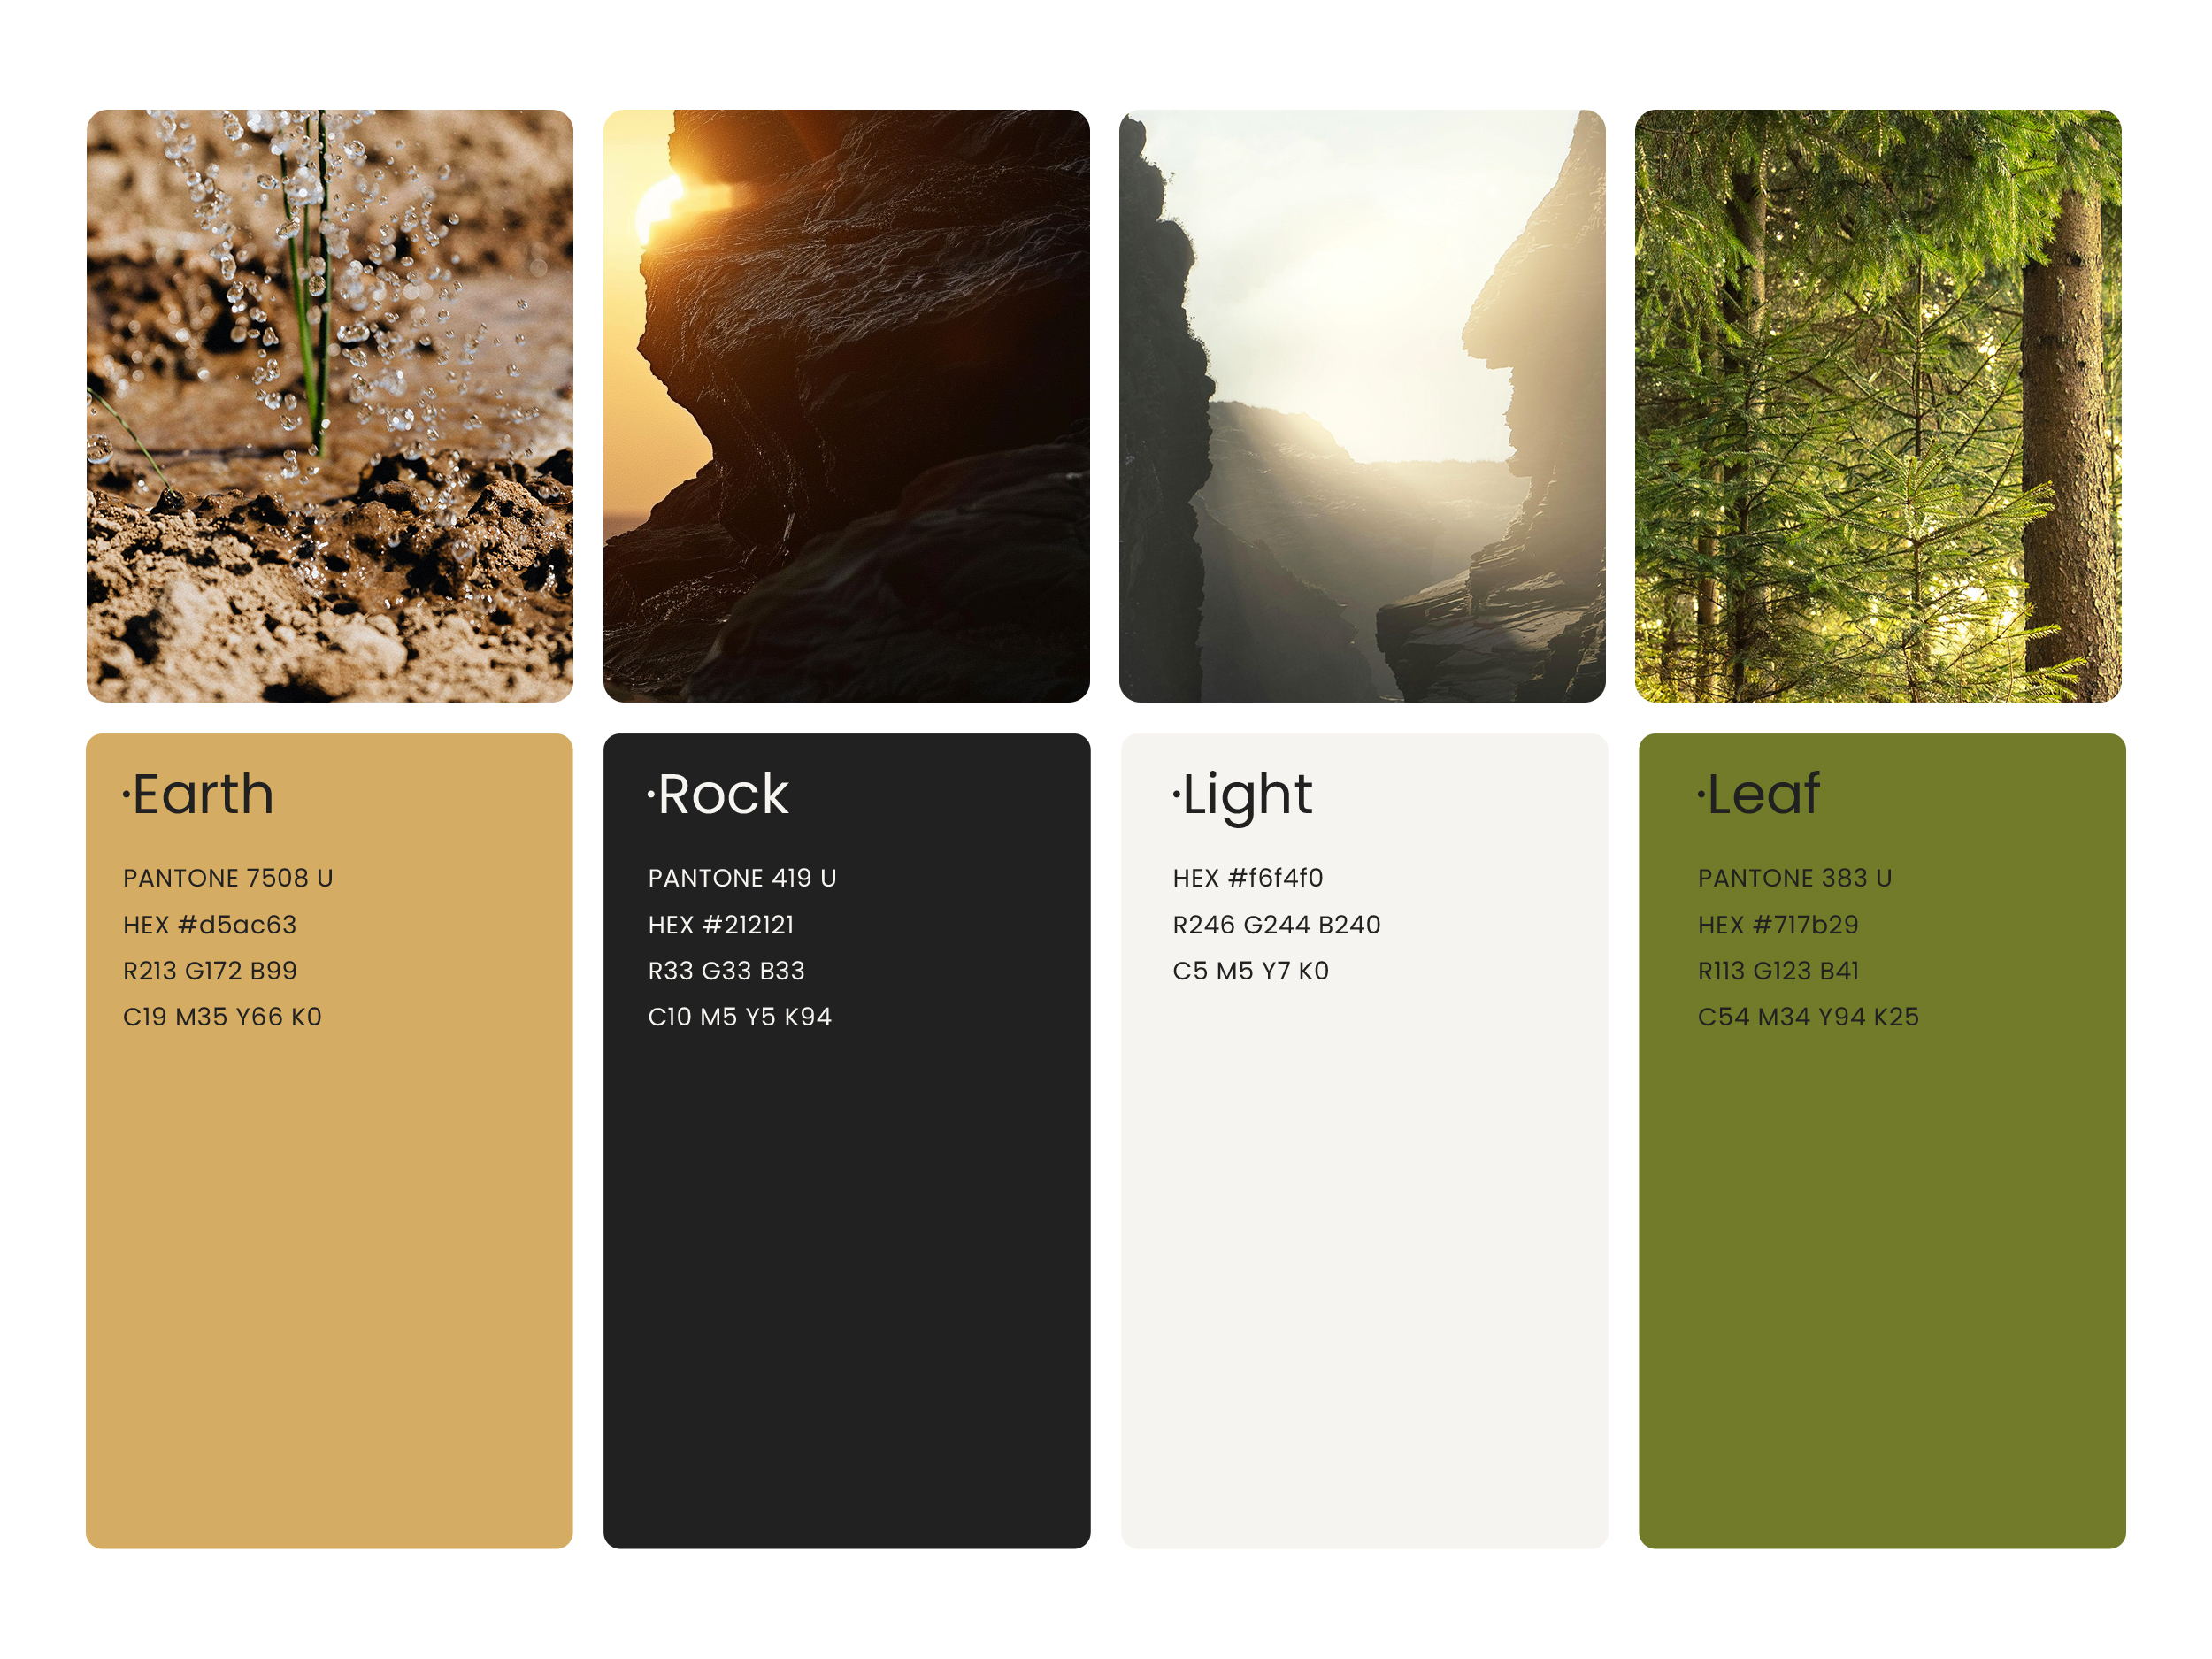 ·Earth
PANTONE 7508 U
HEX #d5ac63
R213 G172 B99
C19 M35 Y66 K0
·Rock
PANTONE 419 U
HEX #212121
R33 G33 B33
C10 M5 Y5 K94
·Light
HEX #f6f4f0
R246 G244 B240
C5 M5 Y7 K0
·Leaf
PANTONE 383 U
HEX #717b29
R113 G123 B41
C54 M34 Y94 K25